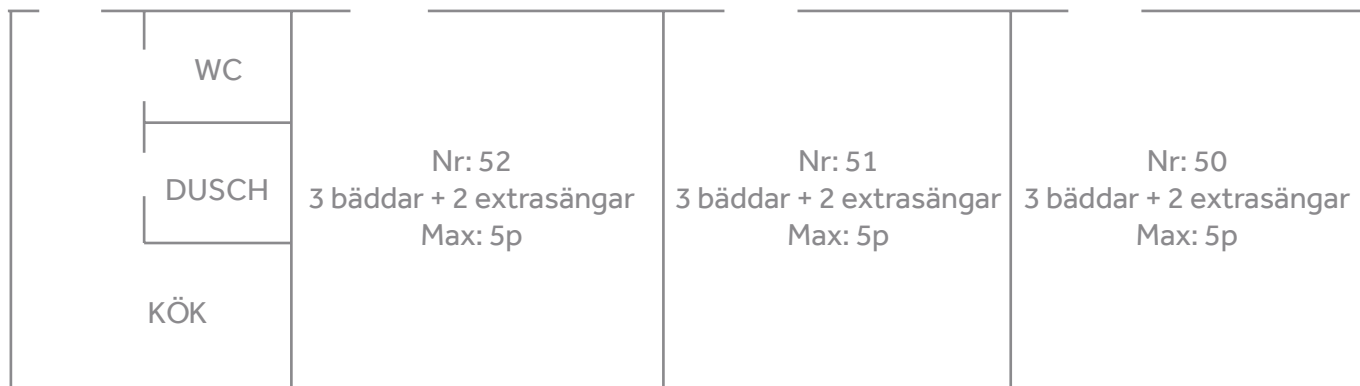 WC
DUSCH
KÖK
Nr: 52
3 bäddar + 2 extrasängar
Max: 5p
Nr: 51
3 bäddar + 2 extrasängar
Max: 5p
Nr: 50
3 bäddar + 2 extrasängar
Max: 5p